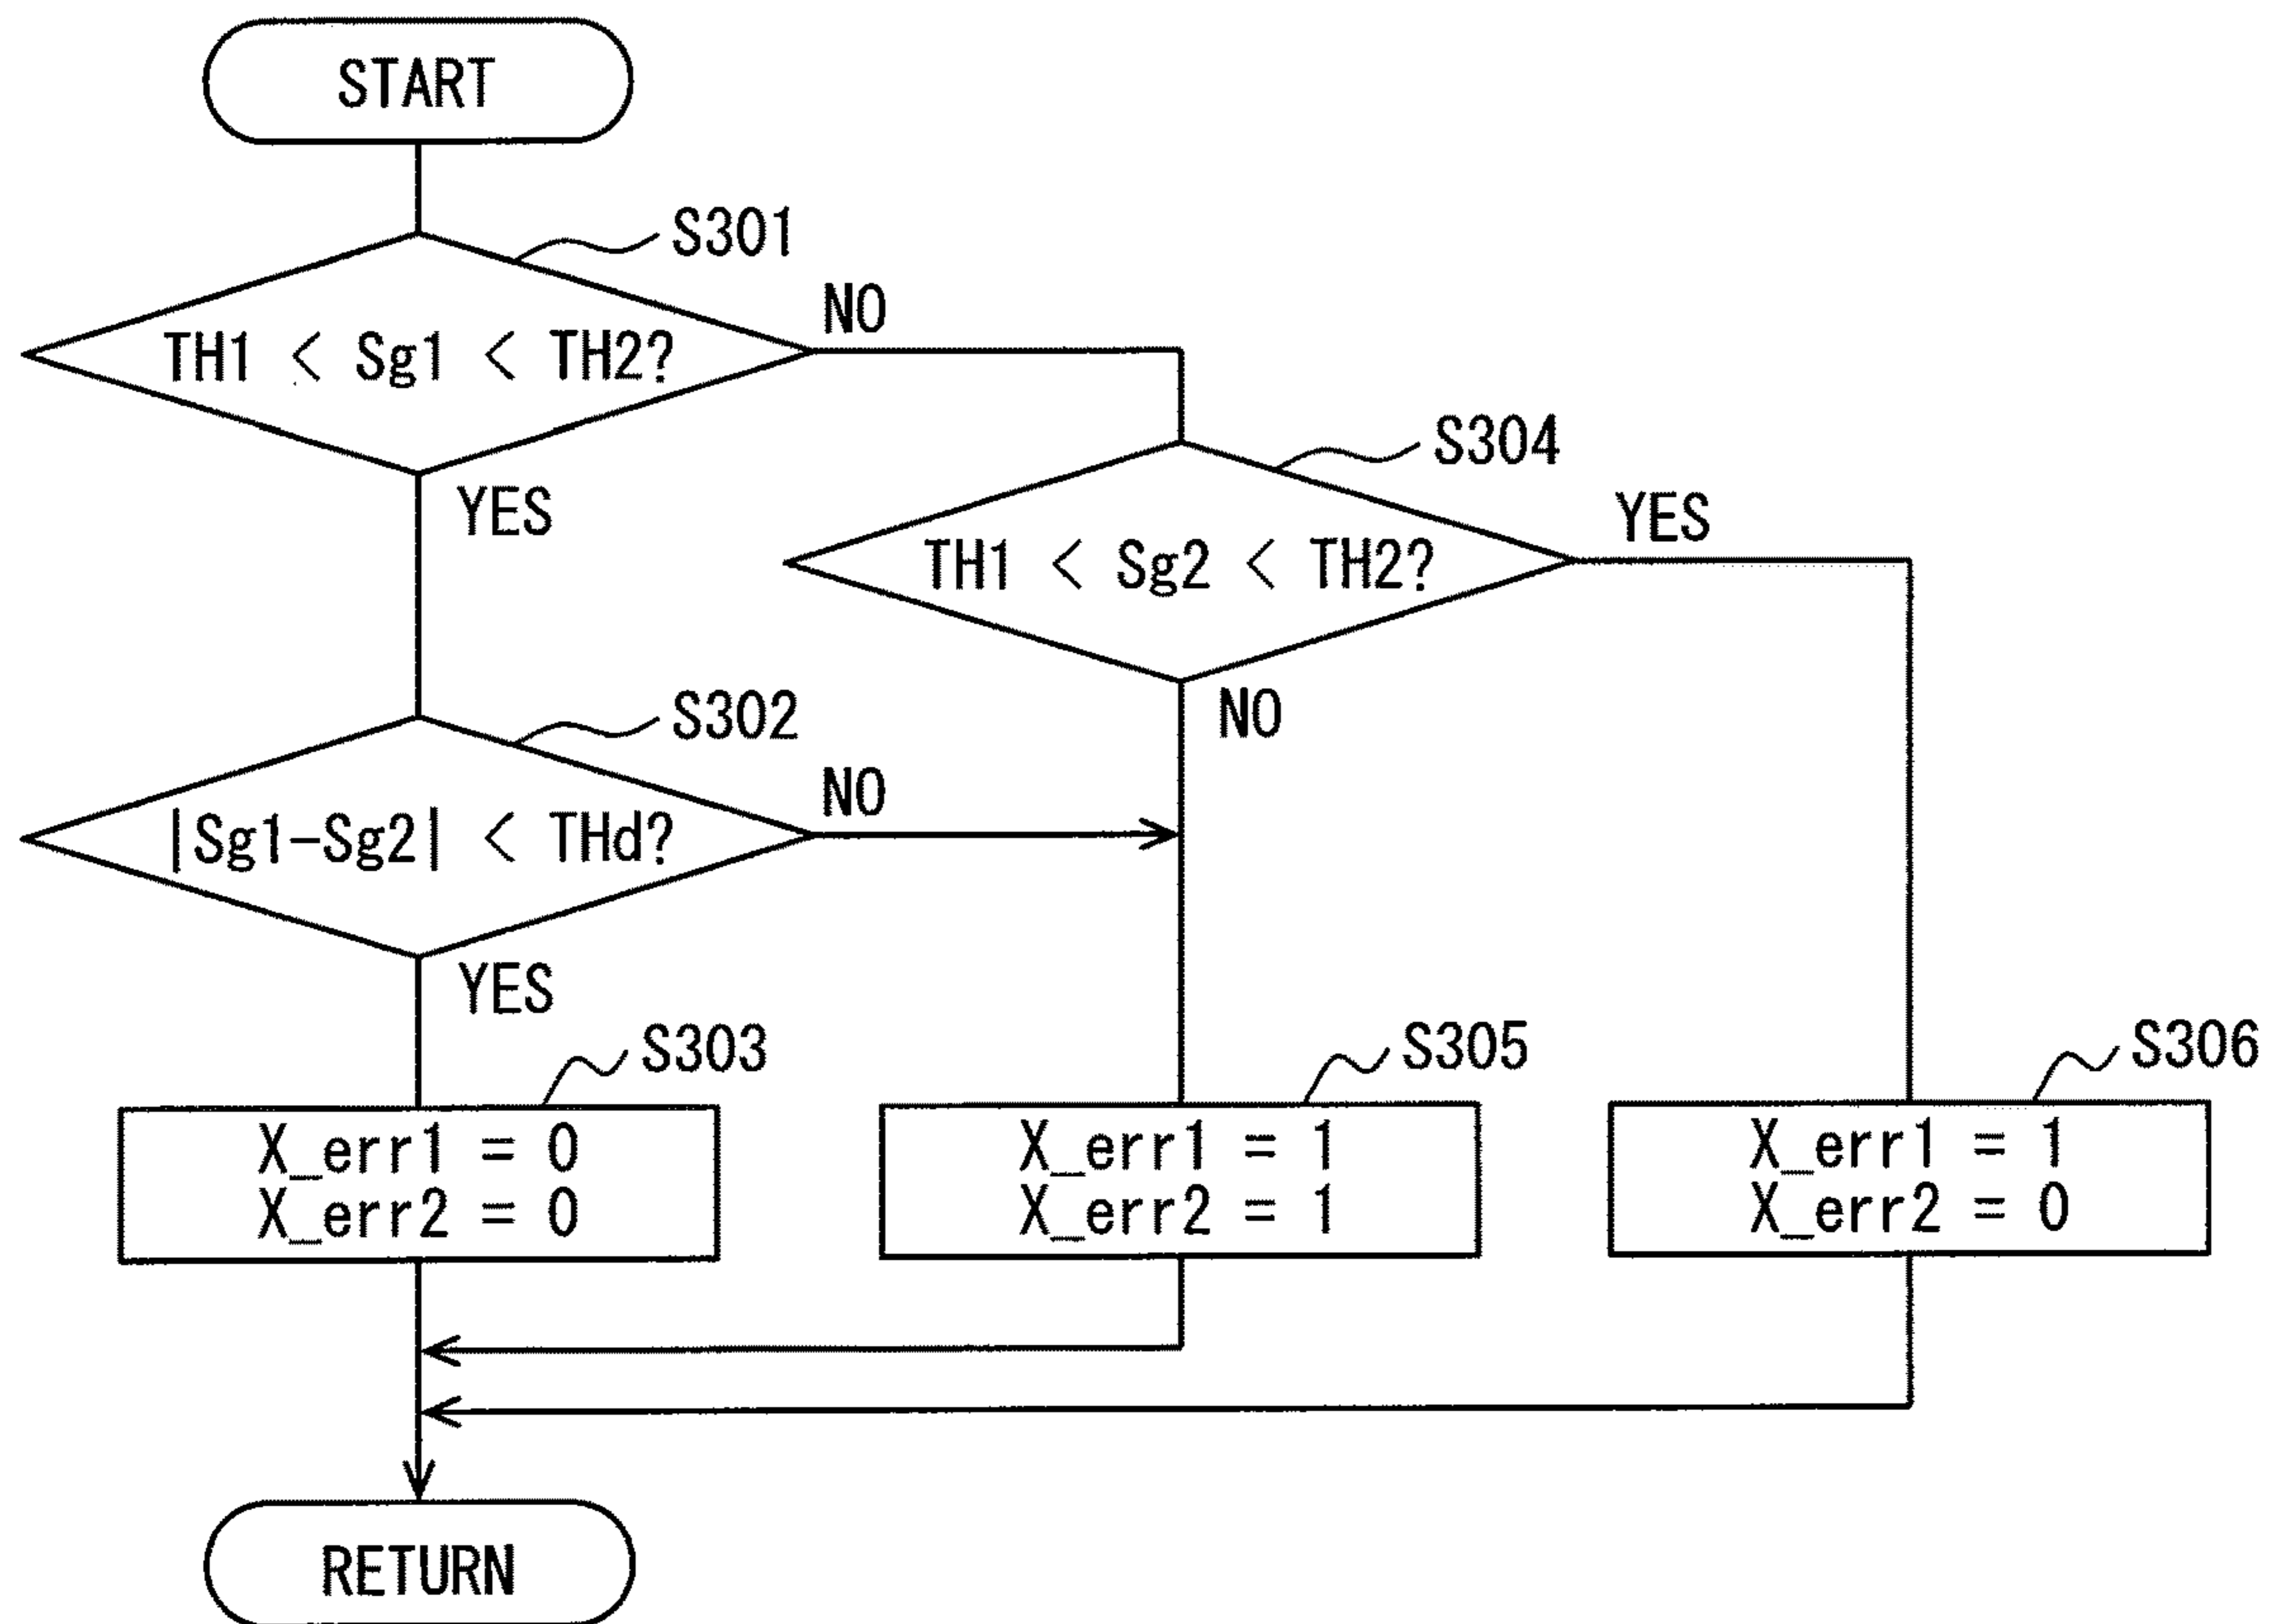 START
S301
TH1 < Sg1 < TH2?
NO
YES
S304
TH1 < Sg2 < TH2?
YES
NO
S302
|Sg1-Sg2| < THd?
NO
YES
S303
X_err1 = 0
X_err2 = 0
S305
X_err1 = 1
X_err2 = 1
S306
X_err1 = 1
X_err2 = 0
RETURN